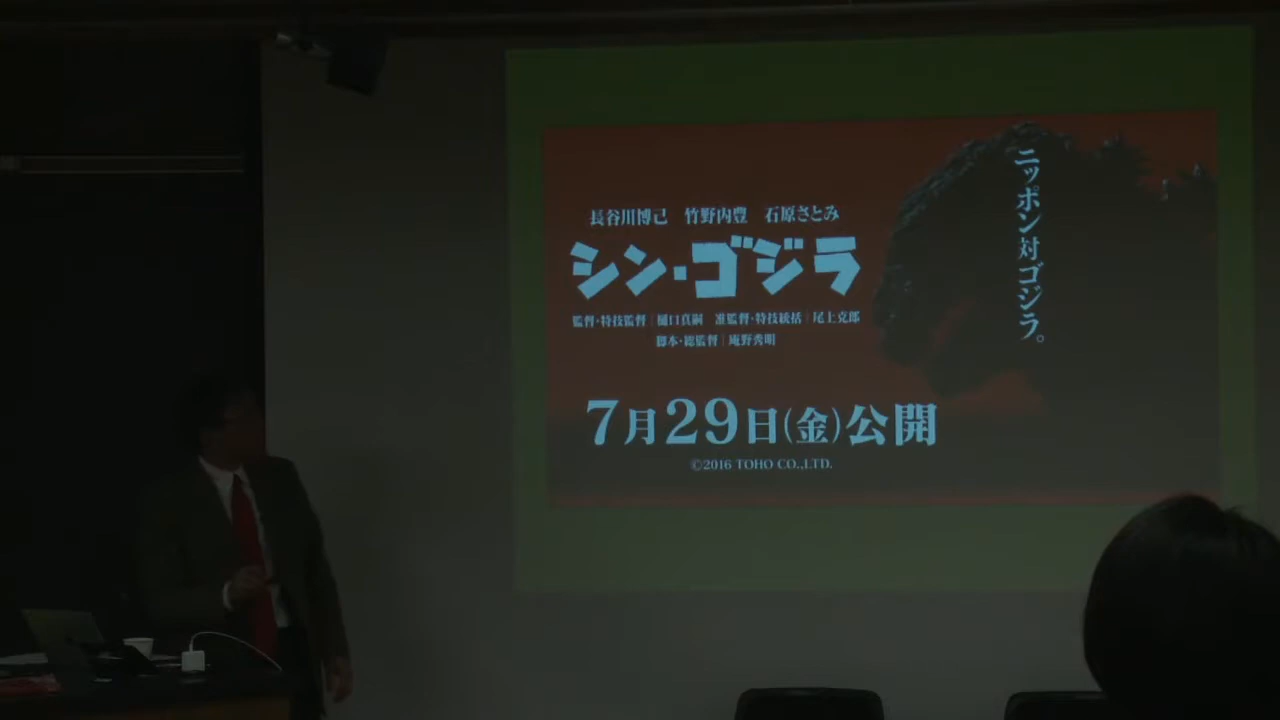 長谷川博己 竹野内豊 石原さとみ
シン・ゴジラ
監督・特技監督|樋口真嗣 准監督・特技統括|尾上克郎
脚本・総監督|庵野秀明
7月29日(金)公開
©2016 TOHO CO.,LTD.
ニッポン対ゴジラ。